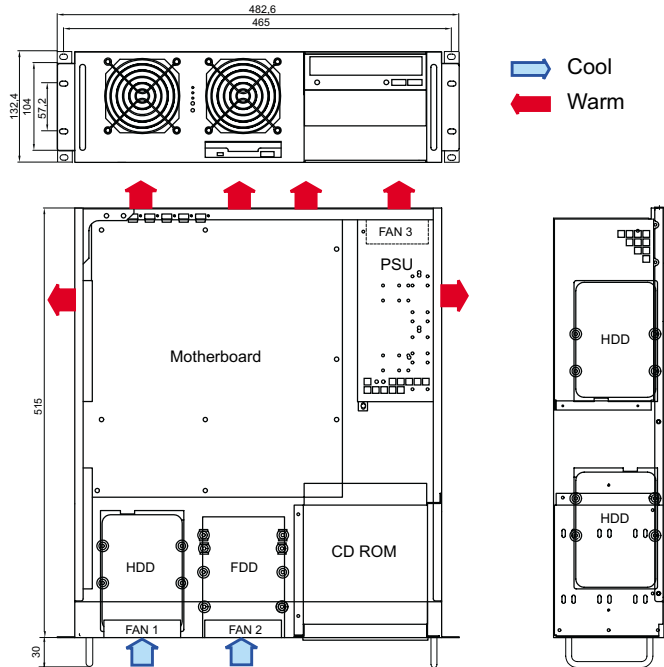 482,6
465
132,4
104
57,2
Cool
Warm
FAN 3
PSU
Motherboard
HDD
515
HDD
HDD
FDD
CD ROM
FAN 1
FAN 2
30